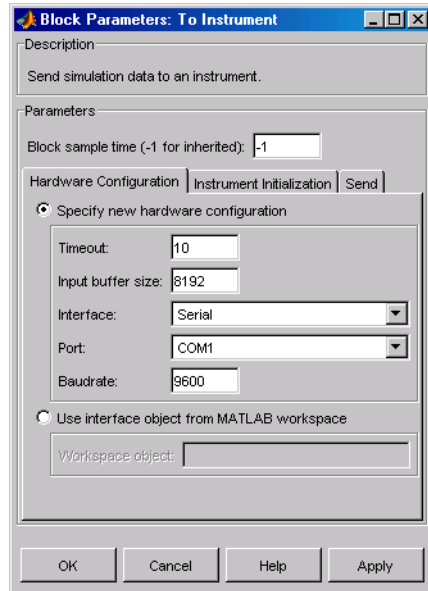 Block Parameters: To Instrument
Description
Send simulation data to an instrument.
Parameters
Block sample time (-1 for inherited): -1
Hardware Configuration Instrument Initialization Send
Specify new hardware configuration
Timeout: 10
Input buffer size: 8192
Interface: Serial
Port: COM1
Baudrate: 9600
Use interface object from MATLAB workspace
Workspace object:
OK Cancel Help Apply